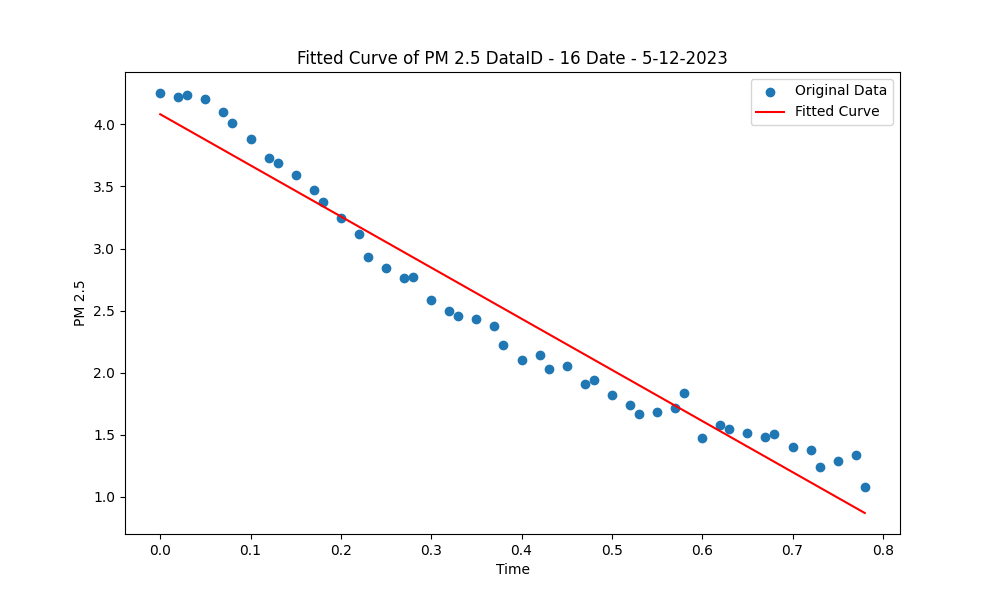 Fitted Curve of PM 2.5 DataID - 16 Date - 5-12-2023
Original Data
Fitted Curve
PM 2.5
4.0
3.5
3.0
2.5
2.0
1.5
1.0
0.0 0.1 0.2 0.3 0.4 0.5 0.6 0.7 0.8
Time